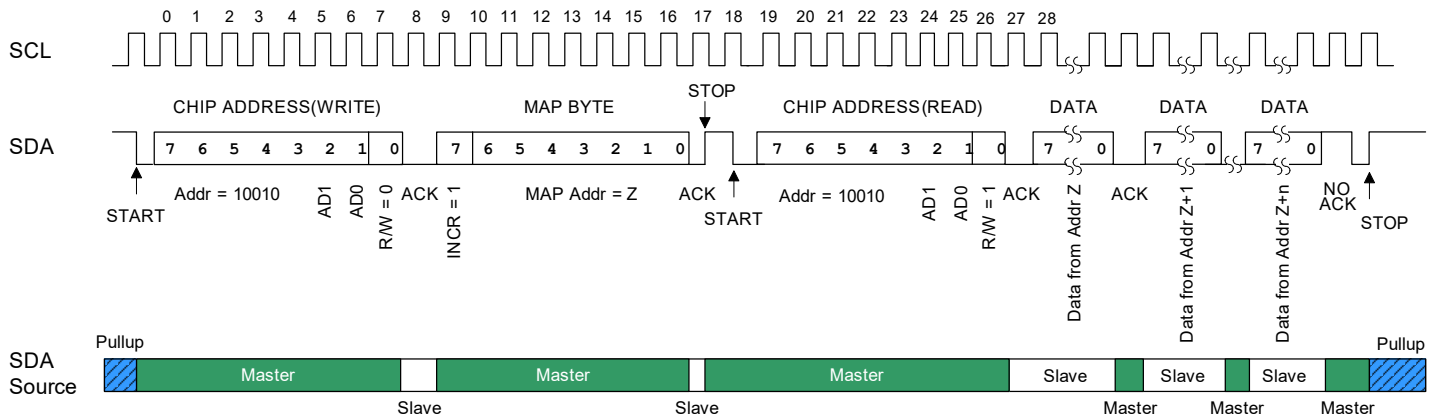 0 1 2 3 4 5 6 7 8 9 10 11 12 13 14 15 16 17 18 19 20 21 22 23 24 25 26 27 28
SCL
STOP
CHIP ADDRESS(WRITE) MAP BYTE CHIP ADDRESS(READ) DATA DATA DATA
SDA
7 6 5 4 3 2 1 0 7 6 5 4 3 2 1 0 7 6 5 4 3 2 1 0 7 0 7 0 7 0
START
Addr = 10010
AD1
AD0
R/W = 0
ACK
INCR = 1
MAP Addr = Z
ACK
START
Addr = 10010
AD1
AD0
R/W = 1
ACK
Data from Addr Z
ACK
Data from Addr Z+1
Data from Addr Z+n
NO
ACK
STOP
Pullup Pullup
SDA
Source
Master Master Master Slave Slave Slave
Slave Slave Master Master Master